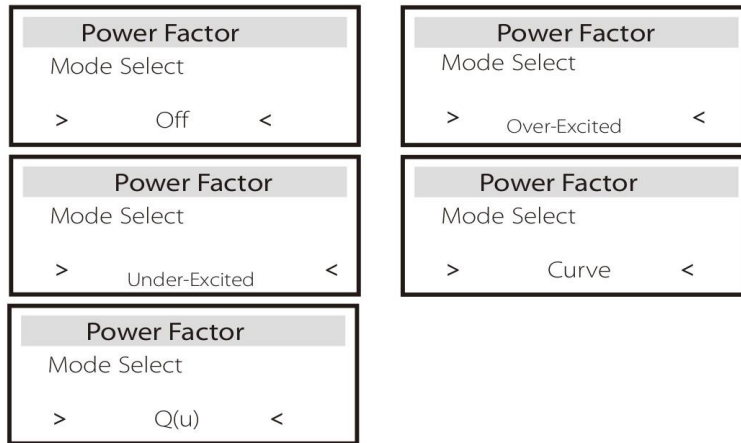 Power Factor
Mode Select
> Off <
Power Factor
Mode Select
> Over-Excited <
Power Factor
Mode Select
> Under-Excited <
Power Factor
Mode Select
> Curve <
Power Factor
Mode Select
> Q(u) <